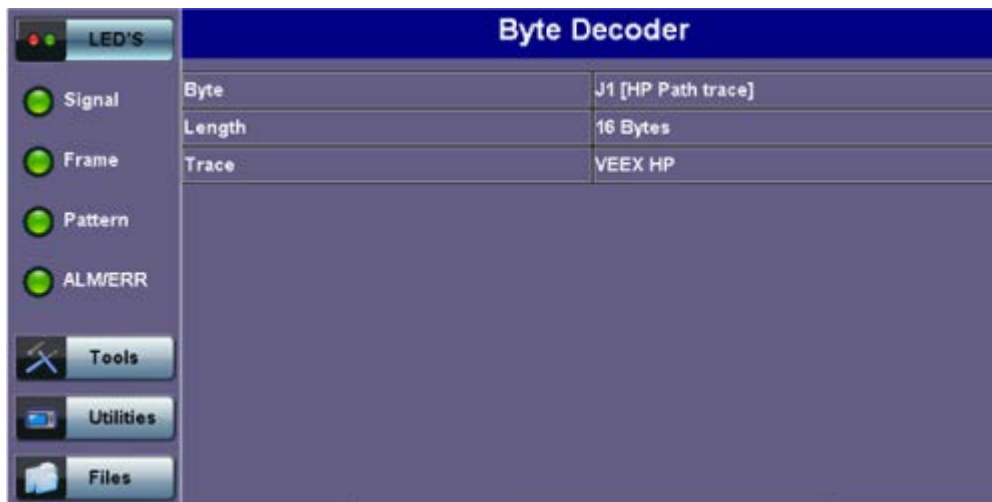 LED'S
Byte Decoder
Signal
Frame
Pattern
ALM/ERR
Tools
Utilities
Files
Byte J1 [HP Path trace]
Length 16 Bytes
Trace VEEX HP